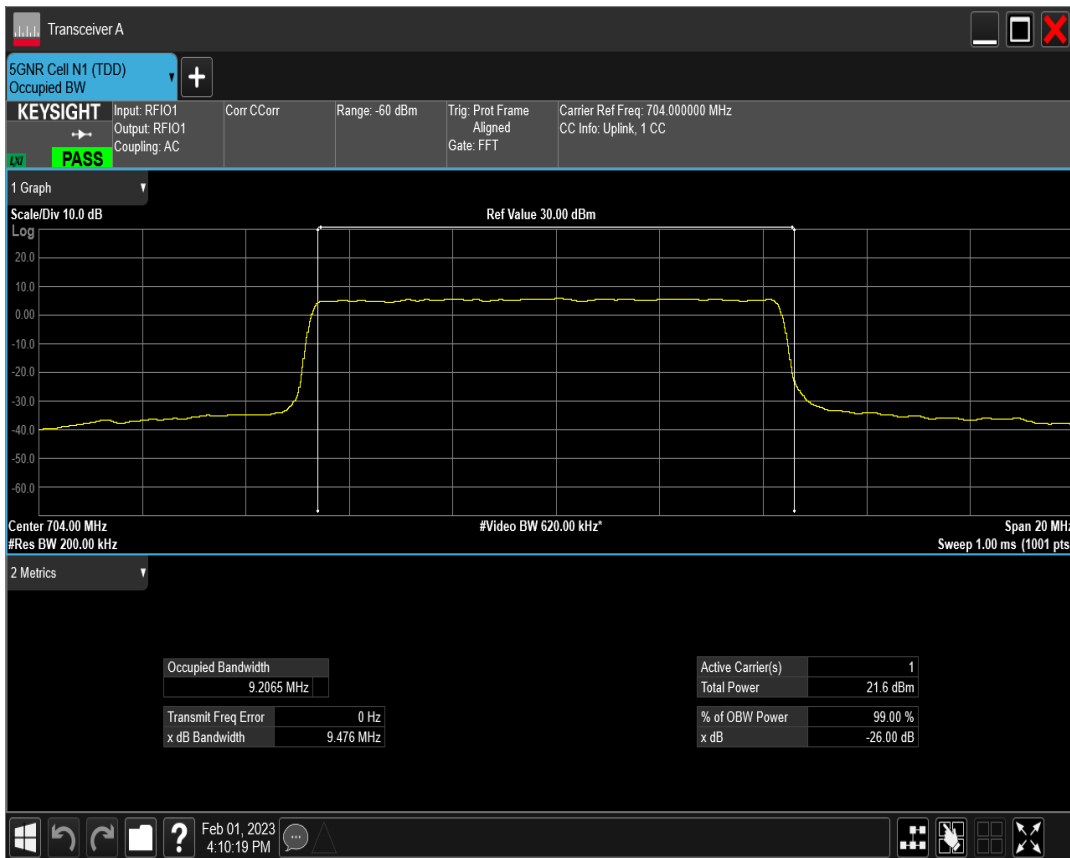 Transceiver A
5GNR Cell N1 (TDD)
Occupied BW
+
KEYSIGHT
LXI
PASS
Input: RFIO1
Output: RFIO1
Coupling: AC
Corr CCorr
Range: -60 dBm
Trig: Prot Frame
Aligned
Gate: FFT
Carrier Ref Freq: 704.000000 MHz
CC Info: Uplink, 1 CC
1 Graph
Scale/Div 10.0 dB
Ref Value 30.00 dBm
Log
20.0
10.0
0.00
-10.0
-20.0
-30.0
-40.0
-50.0
-60.0
Center 704.00 MHz
#Video BW 620.00 kHz*
Span 20 MHz
#Res BW 200.00 kHz
Sweep 1.00 ms (1001 pts
2 Metrics
Occupied Bandwidth
9.2065 MHz
Transmit Freq Error 0 Hz
x dB Bandwidth 9.476 MHz
Active Carrier(s) 1
Total Power 21.6 dBm
% of OBW Power 99.00 %
x dB -26.00 dB
?
Feb 01, 2023
4:10:19 PM